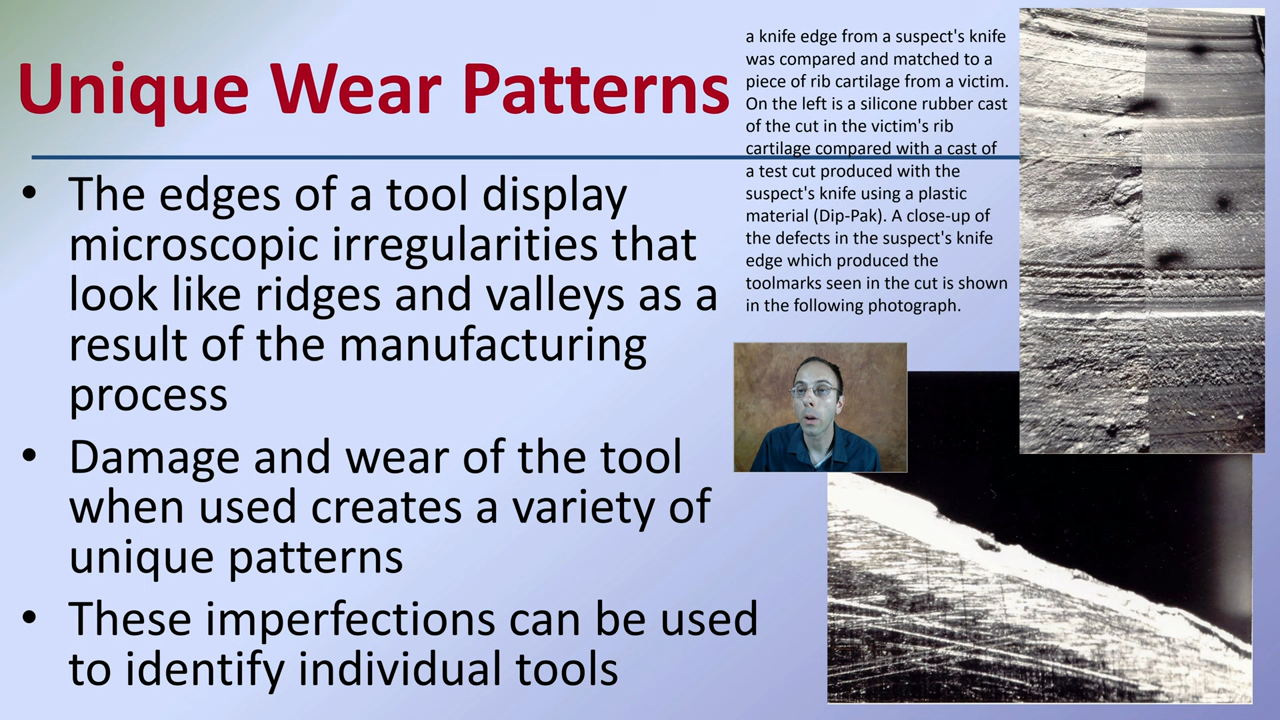 Unique Wear Patterns
• The edges of a tool display
microscopic irregularities that
look like ridges and valleys as a
result of the manufacturing
process
• Damage and wear of the tool
when used creates a variety of
unique patterns
• These imperfections can be used
to identify individual tools
a knife edge from a suspect's knife
was compared and matched to a
piece of rib cartilage from a victim.
On the left is a silicone rubber cast
of the cut in the victim's rib
cartilage compared with a cast of
a test cut produced with the
suspect's knife using a plastic
material (Dip-Pak). A close-up of
the defects in the suspect's knife
edge which produced the
toolmarks seen in the cut is shown
in the following photograph.